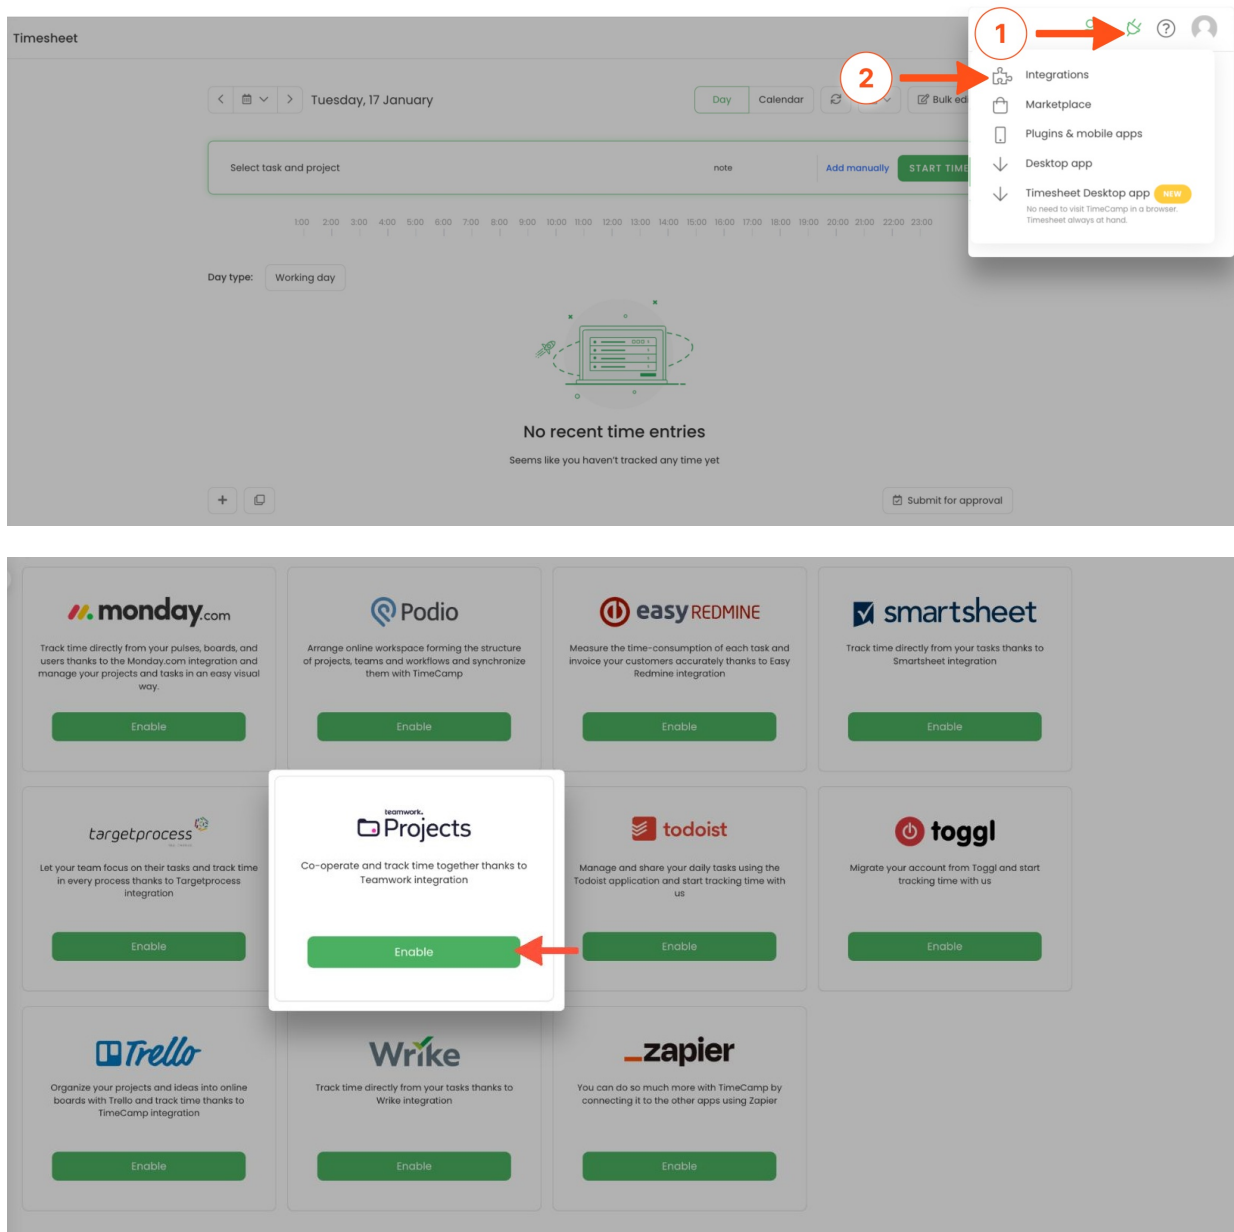 Timesheet
1
2
Integrations
Marketplace
Plugins & mobile apps
Desktop app
Timesheet Desktop app NEW
No need to visit TimeCamp in a browser.
Timesheet always at hand.
Tuesday, 17 January
Day Calendar
Bulk edi
Select task and project note Add manually START TIME
1:00 2:00 3:00 4:00 5:00 6:00 7:00 8:00 9:00 10:00 11:00 12:00 13:00 14:00 15:00 16:00 17:00 18:00 19:00 20:00 21:00 22:00 23:00
Day type: Working day
No recent time entries
Seems like you haven't tracked any time yet
Submit for approval
monday.com
Track time directly from your pulses, boards, and
users thanks to the Monday.com integration and
manage your projects and tasks in an easy visual
way.
Enable
Podio
Arrange online workspace forming the structure
of projects, teams and workflows and synchronize
them with TimeCamp
Enable
easy REDMINE
Measure the time-consumption of each task and
invoice your customers accurately thanks to Easy
Redmine integration
Enable
smartsheet
Track time directly from your tasks thanks to
Smartsheet integration
Enable
targetprocess
Let your team focus on their tasks and track time
in every process thanks to Targetprocess
integration
Enable
teamwork.
Projects
Co-operate and track time together thanks to
Teamwork integration
Enable
todoist
Manage and share your daily tasks using the
Todoist application and start tracking time with
us
Enable
toggl
Migrate your account from Toggl and start
tracking time with us
Enable
Trello
Organize your projects and ideas into online
boards with Trello and track time thanks to
TimeCamp integration
Enable
Wrike
Track time directly from your tasks thanks to
Wrike integration
Enable
zapier
You can do so much more with TimeCamp by
connecting it to the other apps using Zapier
Enable